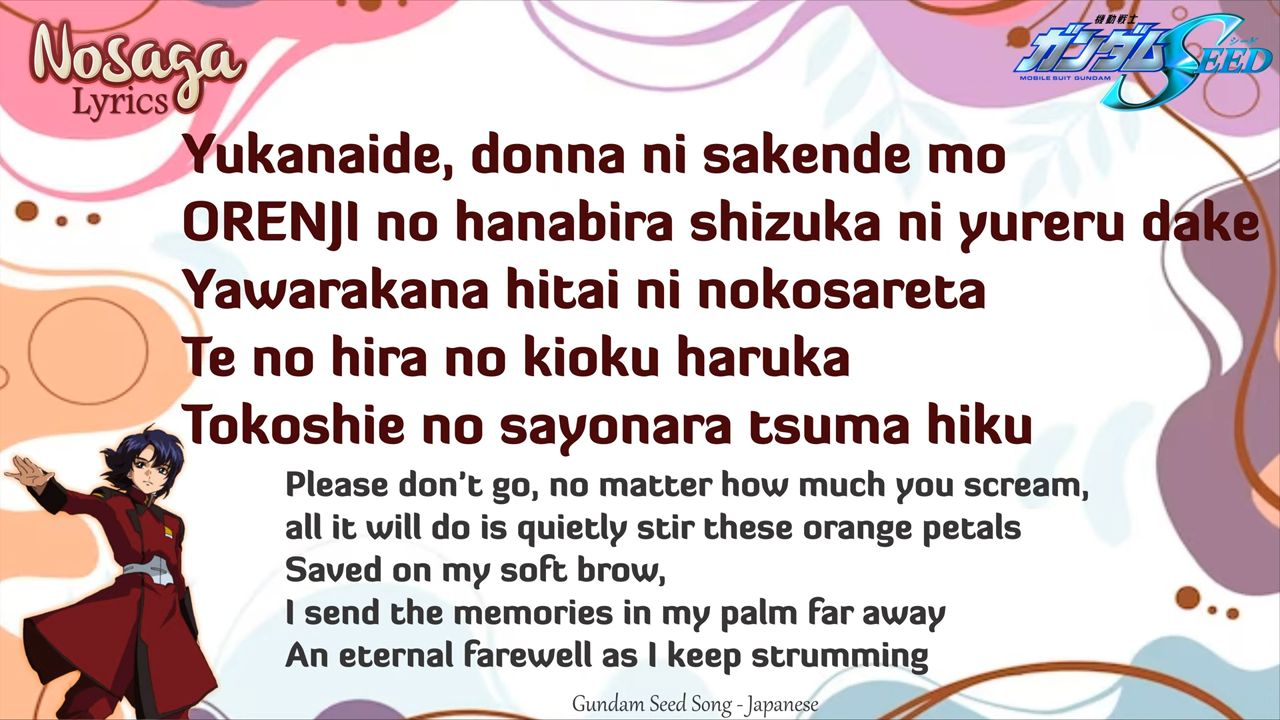 Nosaga
Lyrics
機動戦士
ガンダムSEED
シード
MOBILE SUIT GUNDAM
Yukanaide, donna ni sakende mo
ORENJI no hanabira shizuka ni yureru dake
Yawarakana hitai ni nokosareta
Te no hira no kioku haruka
Tokoshie no sayonara tsuma hiku
Please don't go, no matter how much you scream,
all it will do is quietly stir these orange petals
Saved on my soft brow,
I send the memories in my palm far away
An eternal farewell as I keep strumming
Gundam Seed Song - Japanese